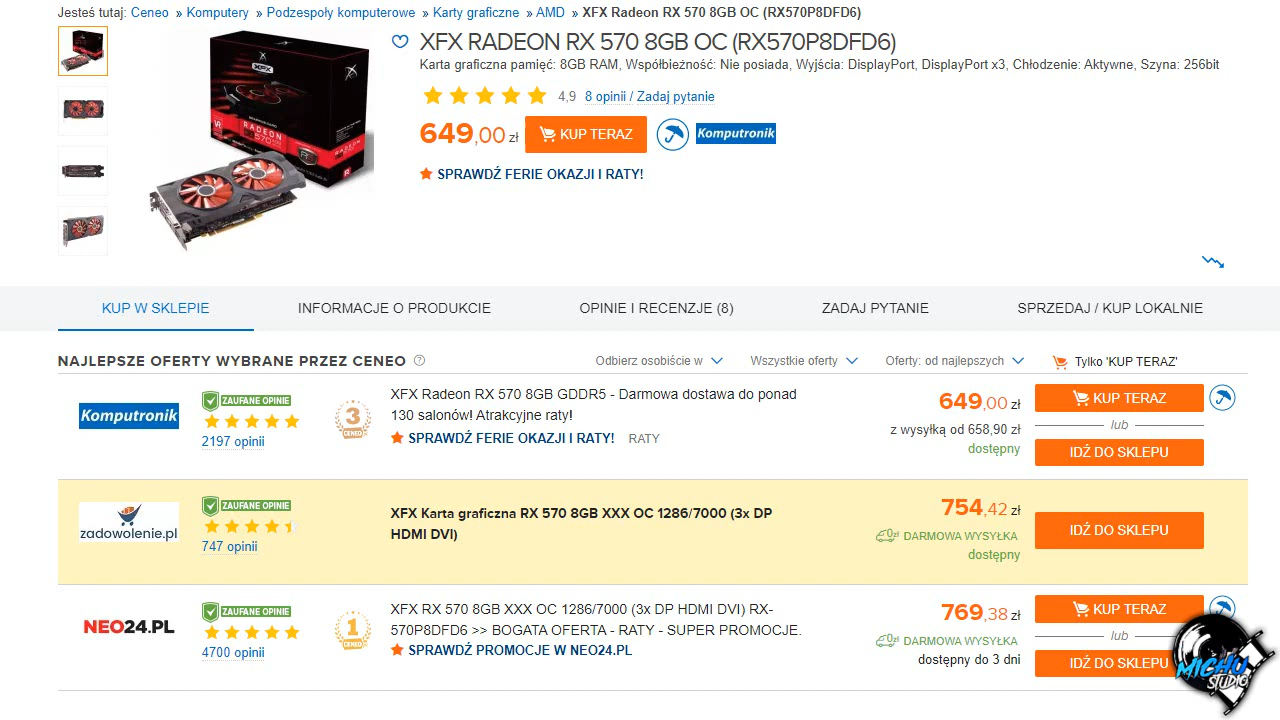 Jesteś tutaj: Ceneo » Komputery » Podzespoły komputerowe » Karty graficzne » AMD » XFX Radeon RX 570 8GB OC (RX570P8DFD6)
XFX RADEON RX 570 8GB OC (RX570P8DFD6)
Karta graficzna pamięć: 8GB RAM, Współbieżność: Nie posiada, Wyjścia: DisplayPort, DisplayPort x3, Chłodzenie: Aktywne, Szyna: 256bit
4,9 8 opinii / Zadaj pytanie
649,00 zł KUP TERAZ Komputronik
SPRAWDŹ FERIE OKAZJI I RATY!
XFX
RADEON
VR
570
KUP W SKLEPIE INFORMACJE O PRODUKCIE OPINIE I RECENZJE (8) ZADAJ PYTANIE SPRZEDAJ / KUP LOKALNIE
NAJLEPSZE OFERTY WYBRANE PRZEZ CENEO ? Odbierz osobiście w Wszystkie oferty Oferty: od najlepszych Tylko 'KUP TERAZ'
Komputronik
ZAUFANE OPINIE
2197 opinii
3
CENEO
XFX Radeon RX 570 8GB GDDR5 - Darmowa dostawa do ponad
130 salonów! Atrakcyjne raty!
SPRAWDŹ FERIE OKAZJI I RATY! RATY
649,00 zł
z wysyłką od 658,90 zł
dostępny
KUP TERAZ
lub
IDŹ DO SKLEPU
zadowolenie.pl
ZAUFANE OPINIE
747 opinii
XFX Karta graficzna RX 570 8GB XXX OC 1286/7000 (3x DP
HDMI DVI)
754,42 zł
DARMOWA WYSYŁKA
dostępny
IDŹ DO SKLEPU
NEO24.PL
ZAUFANE OPINIE
4700 opinii
1
CENEO
XFX RX 570 8GB XXX OC 1286/7000 (3x DP HDMI DVI) RX-
570P8DFD6 >> BOGATA OFERTA - RATY - SUPER PROMOCJE.
SPRAWDŹ PROMOCJE W NEO24.PL
769,38 zł
DARMOWA WYSYŁKA
dostępny do 3 dni
KUP TERAZ
lub
IDŹ DO SKLEPU
MICHU
STUDIO